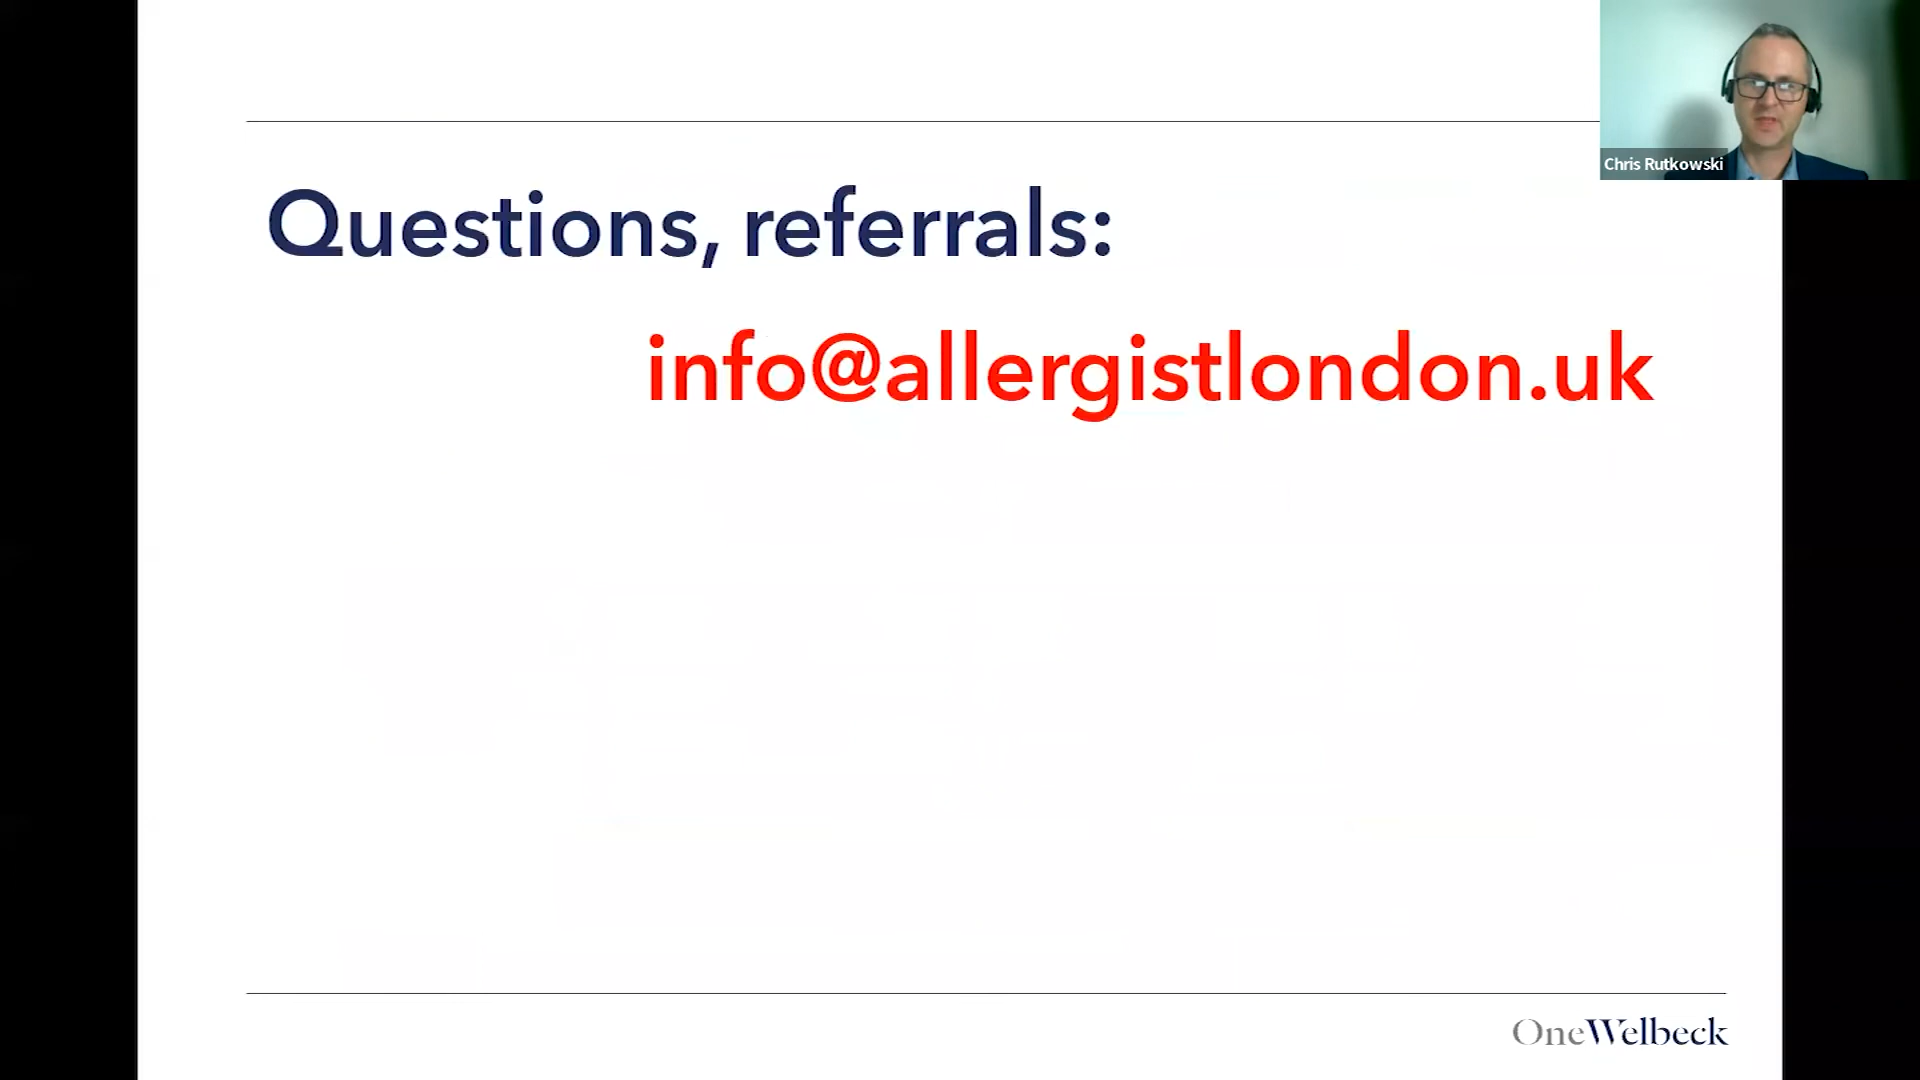 Chris Rutkowski
Questions, referrals:
info@allergistlondon.uk
OneWelbeck